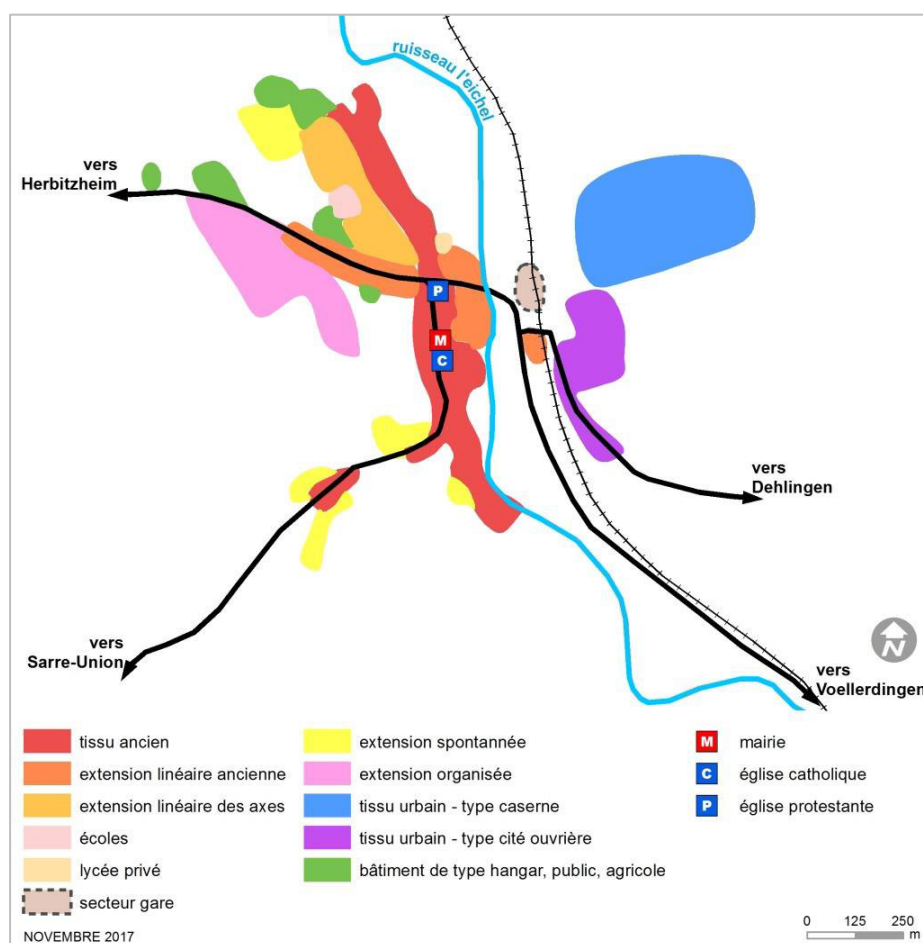 ruisseau l'eichel
vers
Herbitzheim
P
M
C
vers
Dehlingen
vers
Sarre-Union
N
vers
Voellerdingen
tissu ancien
extension linéaire ancienne
extension linéaire des axes
écoles
lycée privé
secteur gare
extension spontannée
extension organisée
tissu urbain - type caserne
tissu urbain - type cité ouvrière
bâtiment de type hangar, public, agricole
M mairie
C église catholique
P église protestante
NOVEMBRE 2017
0 125 250
m